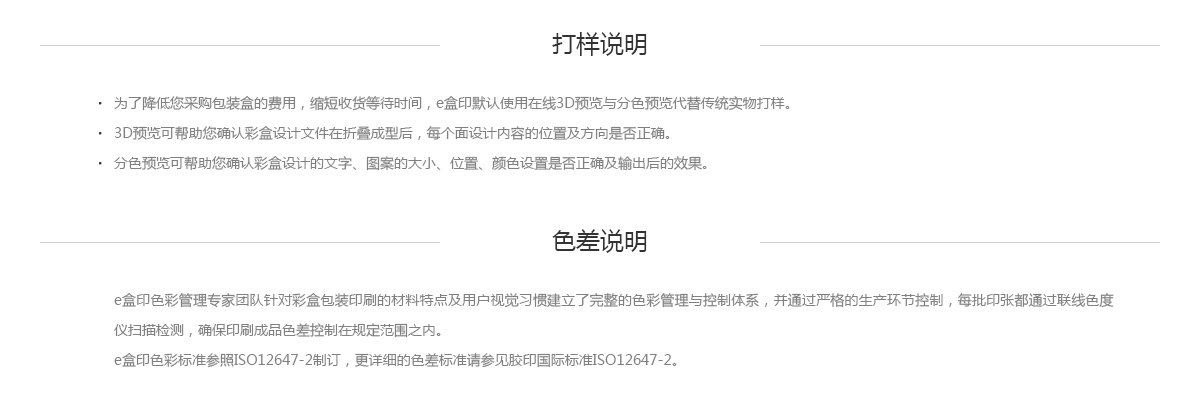 打样说明
· 为了降低您采购包装盒的费用，缩短收货等待时间，e盒印默认使用在线3D预览与分色预览代替传统实物打样。
· 3D预览可帮助您确认彩盒设计文件在折叠成型后，每个面设计内容的位置及方向是否正确。
· 分色预览可帮助您确认彩盒设计的文字、图案的大小、位置、颜色设置是否正确及输出后的效果。
色差说明
e盒印色彩管理专家团队针对彩盒包装印刷的材料特点及用户视觉习惯建立了完整的色彩管理与控制体系，并通过严格的生产环节控制，每批印张都通过联线色度
仪扫描检测，确保印刷成品色差控制在规定范围之内。
e盒印色彩标准参照ISO12647-2制订，更详细的色差标准请参见胶印国际标准ISO12647-2。